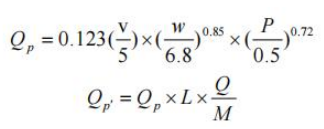 Q_p = 0.123(v/5)×(w/6.8)^0.85 ×(P/0.5)^0.72
Q_p' = Q_p × L × Q/M